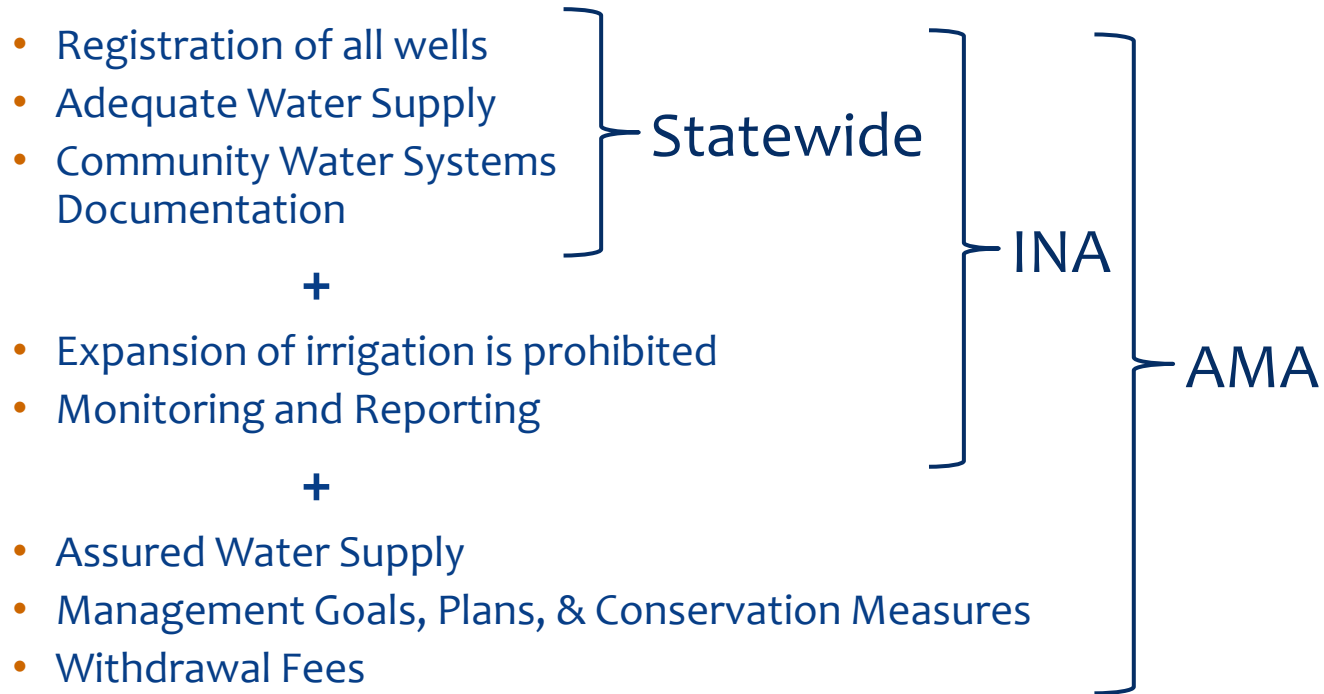 • Registration of all wells
• Adequate Water Supply
• Community Water Systems
Documentation
Statewide
+
• Expansion of irrigation is prohibited
• Monitoring and Reporting
INA
+
• Assured Water Supply
• Management Goals, Plans, & Conservation Measures
• Withdrawal Fees
AMA